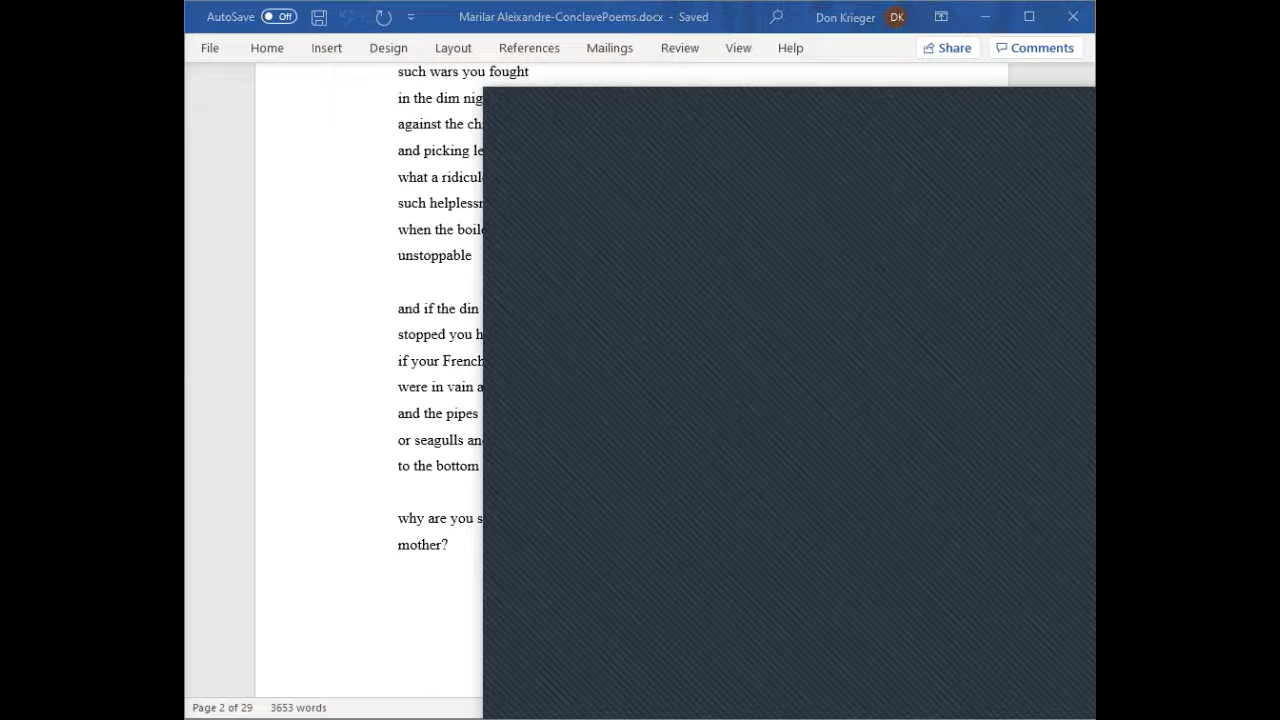 AutoSave Off Marilar Aleixandre-ConclavePoems.docx - Saved Don Krieger DK
File Home Insert Design Layout References Mailings Review View Help Share Comments
such wars you fought
in the dim
against the
and picking
what a
such
when the
unstoppable
and if the din
stopped you
if your French
were in vain
and the pipes
or seagulls
to the bottom
why are you
mother?
Page 2 of 29 3653 words